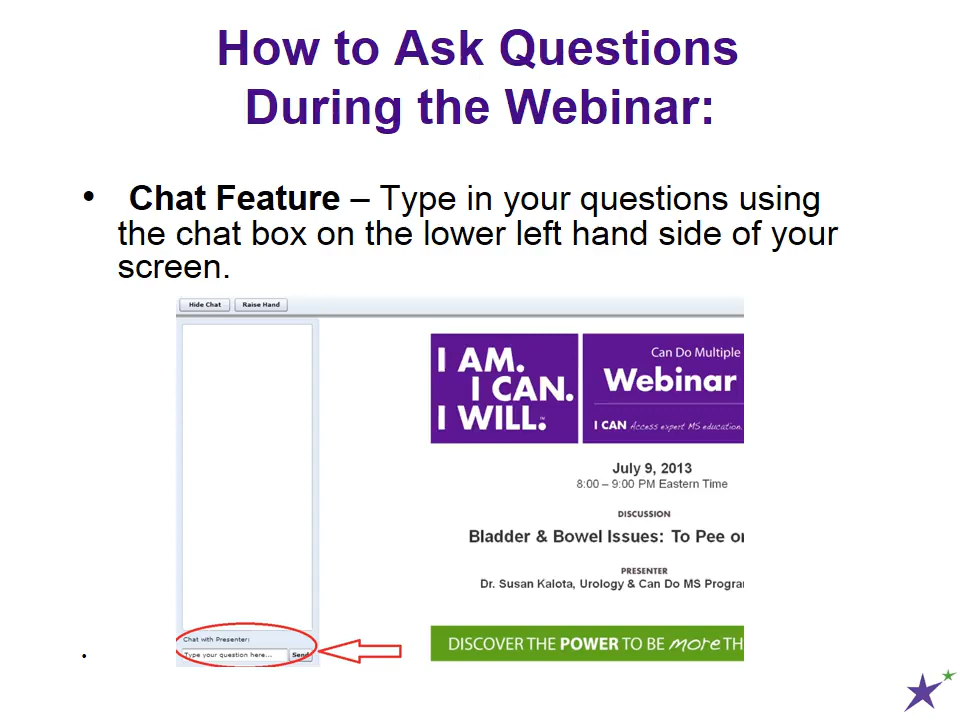 How to Ask Questions
During the Webinar:
• Chat Feature – Type in your questions using
the chat box on the lower left hand side of your
screen.
Hide Chat Raise Hand
I AM.
I CAN.
I WILL.™
Can Do Multiple
Webinar
I CAN Access expert MS education.
July 9, 2013
8:00 – 9:00 PM Eastern Time
DISCUSSION
Bladder & Bowel Issues: To Pee or
PRESENTER
Dr. Susan Kalota, Urology & Can Do MS Program
DISCOVER THE POWER TO BE more TH
Chat with Presenter:
Type your question here... Send
•